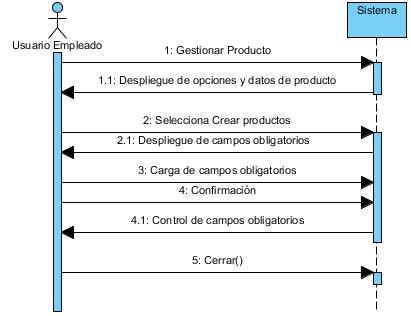 Sistema
Usuario Empleado
1: Gestionar Producto
1.1: Despliegue de opciones y datos de producto
2: Selecciona Crear productos
2.1: Despliegue de campos obligatorios
3: Carga de campos obligatorios
4: Confirmación
4.1: Control de campos obligatorios
5: Cerrar()